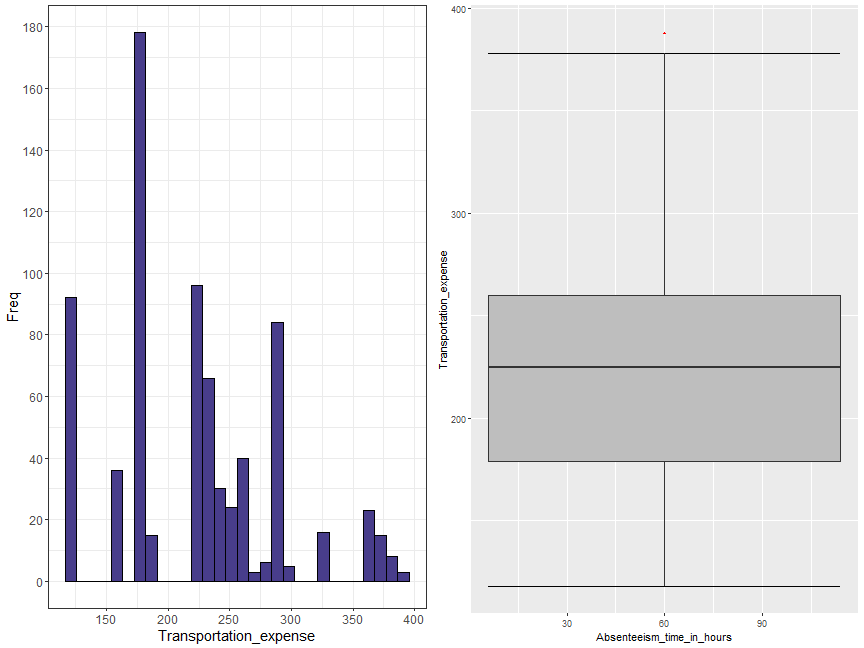 180
160
140
120
100
80
60
40
20
0
Freq
150 200 250 300 350 400
Transportation_expense
400
300
200
Transportation_expense
30 60 90
Absenteeism_time_in_hours